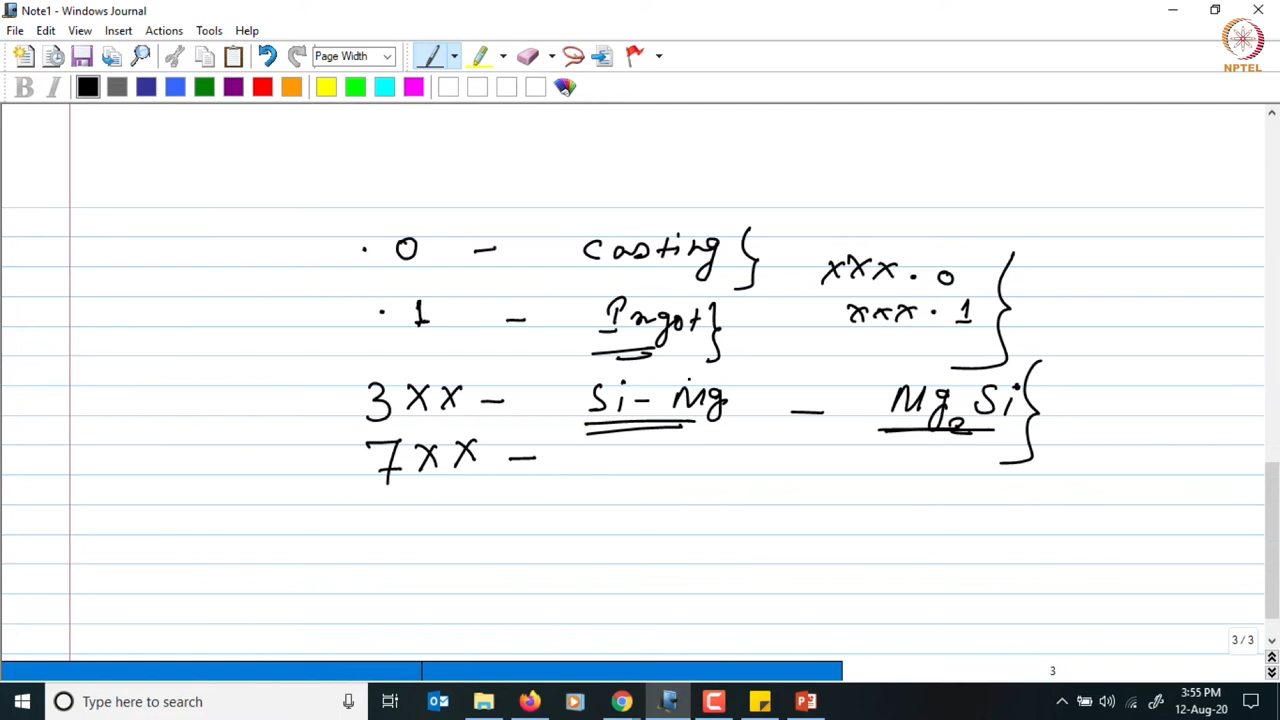 Note1 - Windows Journal
File Edit View Insert Actions Tools Help
Page Width
NPTEL
B I
.0 - casting} xxx.0
.1 - Ingot} xxx.1
3xx - Si-Mg - Mg2Si
7xx -
3/3
3
Type here to search
3:55 PM
12-Aug-20